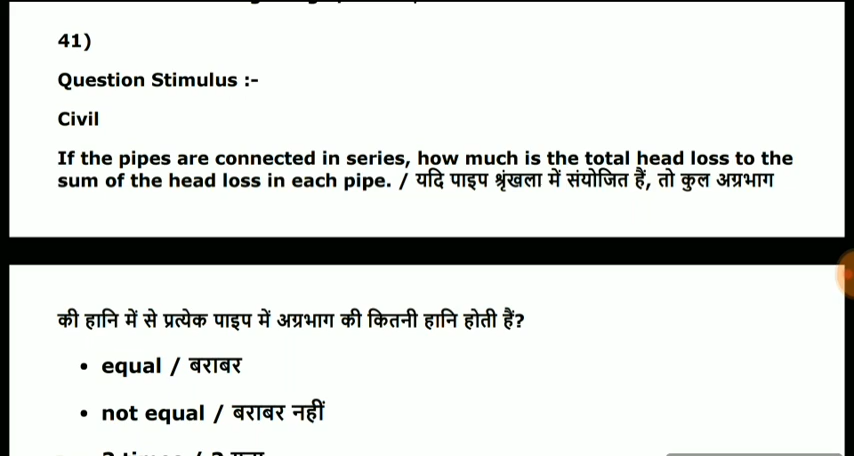 41)
Question Stimulus :-
Civil
If the pipes are connected in series, how much is the total head loss to the
sum of the head loss in each pipe. / यदि पाइप श्रृंखला में संयोजित हैं, तो कुल अग्रभाग
की हानि में से प्रत्येक पाइप में अग्रभाग की कितनी हानि होती हैं?
• equal / बराबर
• not equal / बराबर नहीं